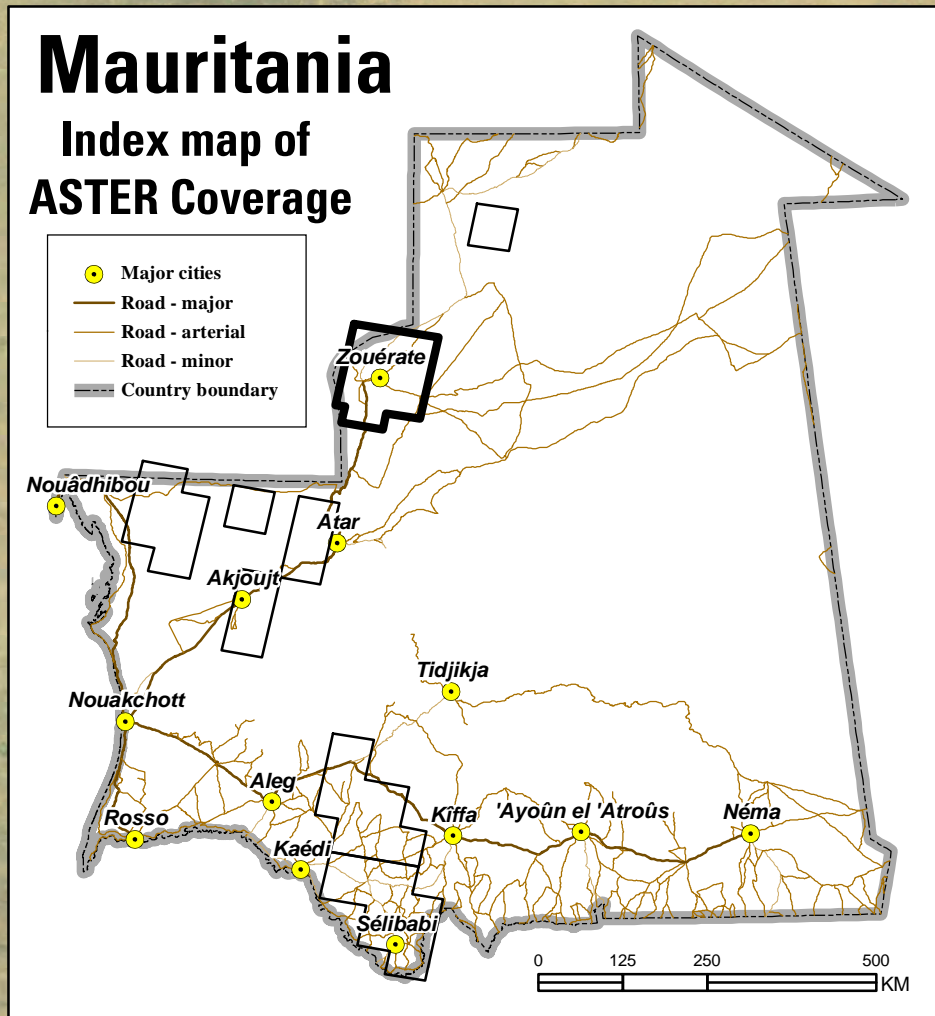 Mauritania
Index map of
ASTER Coverage
Major cities
Road - major
Road - arterial
Road - minor
Country boundary
Zouérate
Nouâdhibou
Atar
Akjoujt
Tidjikja
Nouakchott
Aleg
Rosso
Kîffa
'Ayoûn el 'Atroûs
Néma
Kaédi
Sélibabi
0 125 250 500
KM